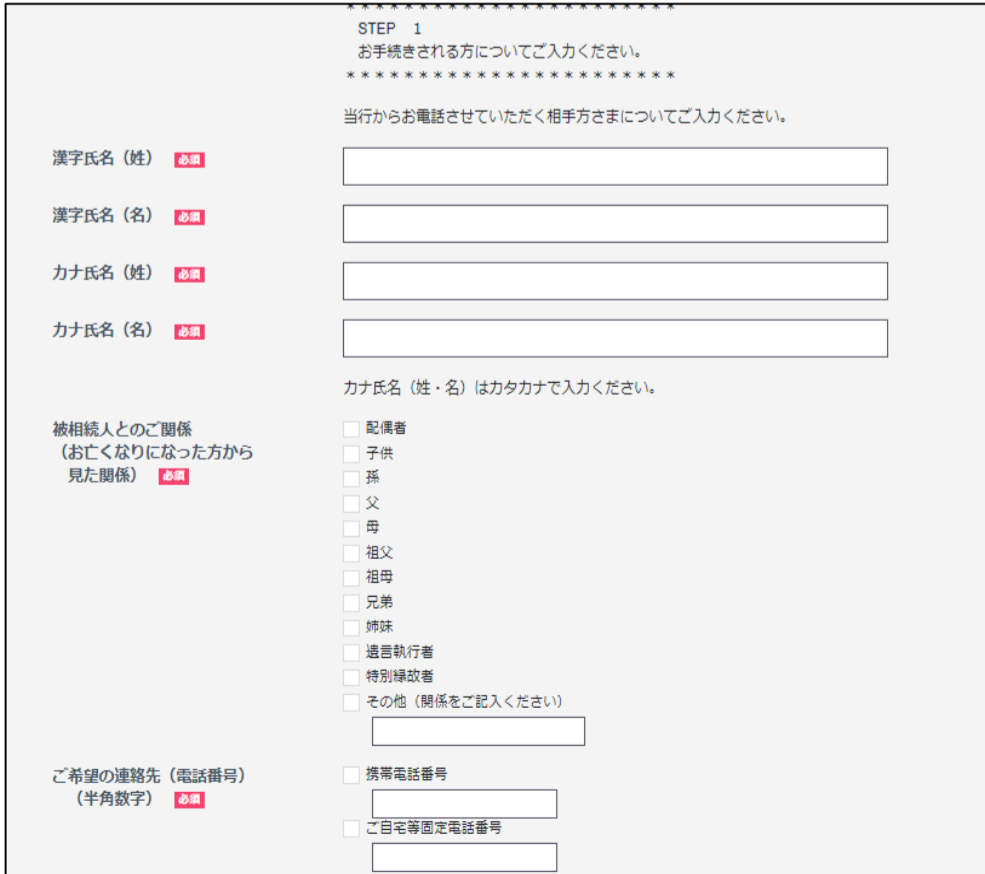 ＊＊＊＊＊＊＊＊＊＊＊＊＊＊＊＊＊＊＊＊＊＊＊
STEP　1
お手続きされる方についてご入力ください。
＊＊＊＊＊＊＊＊＊＊＊＊＊＊＊＊＊＊＊＊＊＊＊
当行からお電話させていただく相手方さまについてご入力ください。
漢字氏名（姓） 必須
漢字氏名（名） 必須
カナ氏名（姓） 必須
カナ氏名（名） 必須
カナ氏名（姓・名）はカタカナで入力ください。
被相続人とのご関係
（お亡くなりになった方から
見た関係） 必須
配偶者
子供
孫
父
母
祖父
祖母
兄弟
姉妹
遺言執行者
特別縁故者
その他（関係をご記入ください）
ご希望の連絡先（電話番号）
（半角数字） 必須
携帯電話番号
ご自宅等固定電話番号